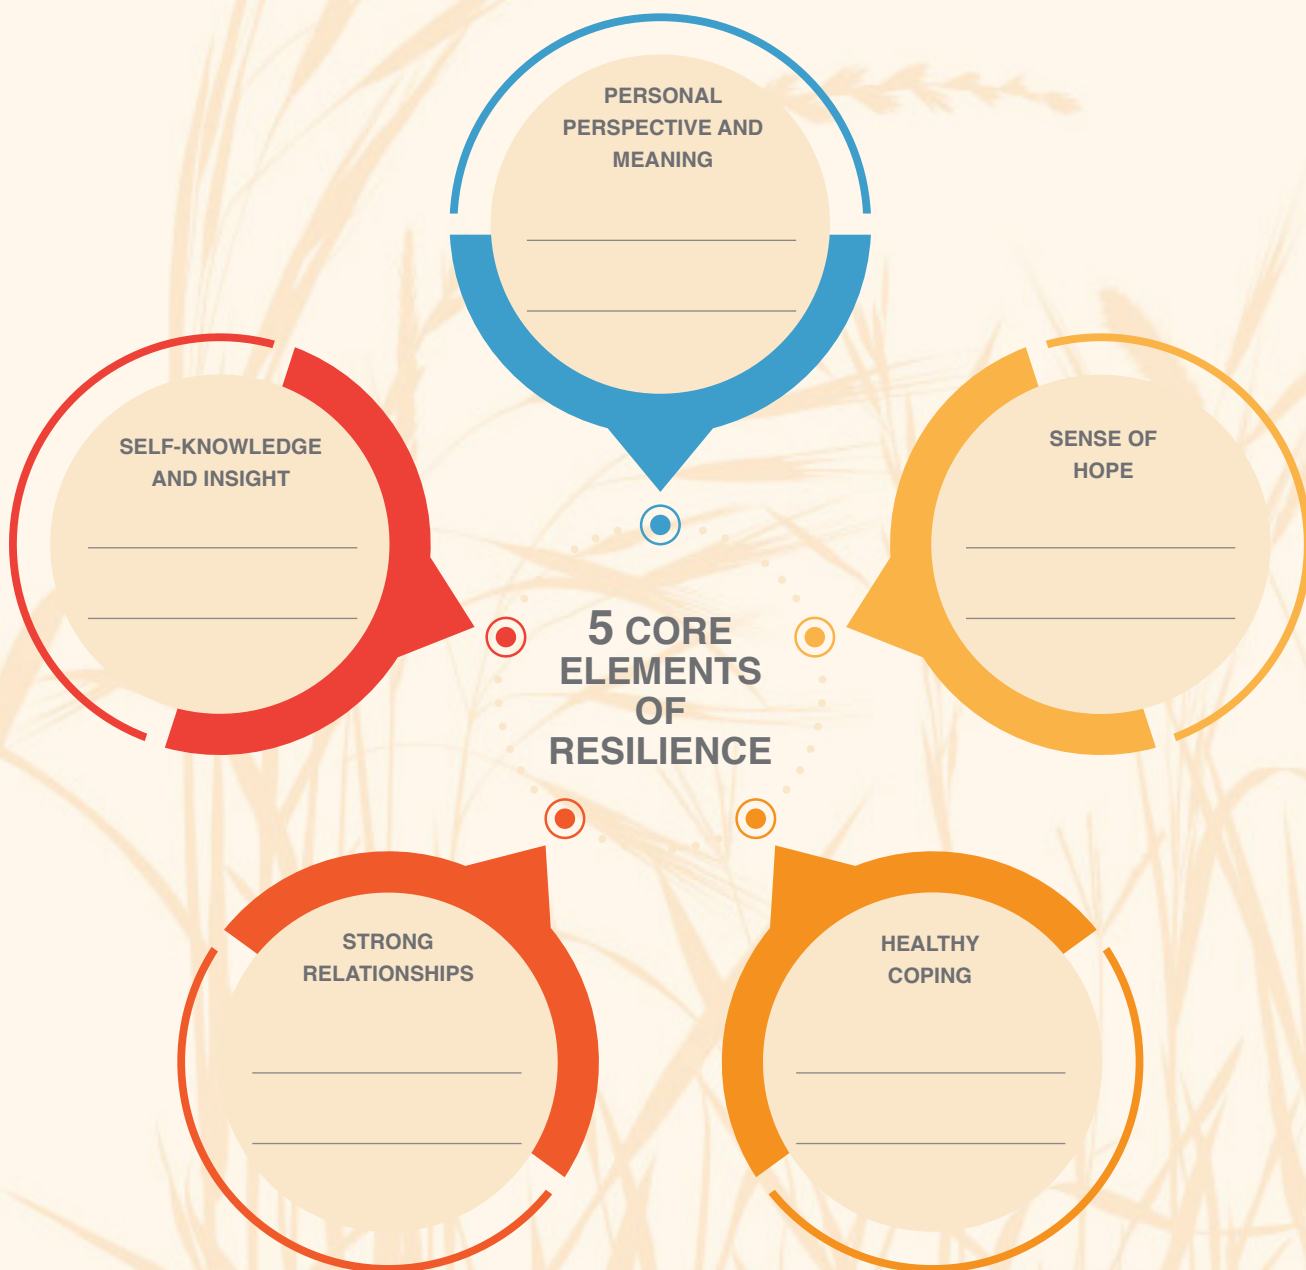 PERSONAL
PERSPECTIVE AND
MEANING
SELF-KNOWLEDGE
AND INSIGHT
SENSE OF
HOPE
5 CORE
ELEMENTS
OF
RESILIENCE
STRONG
RELATIONSHIPS
HEALTHY
COPING